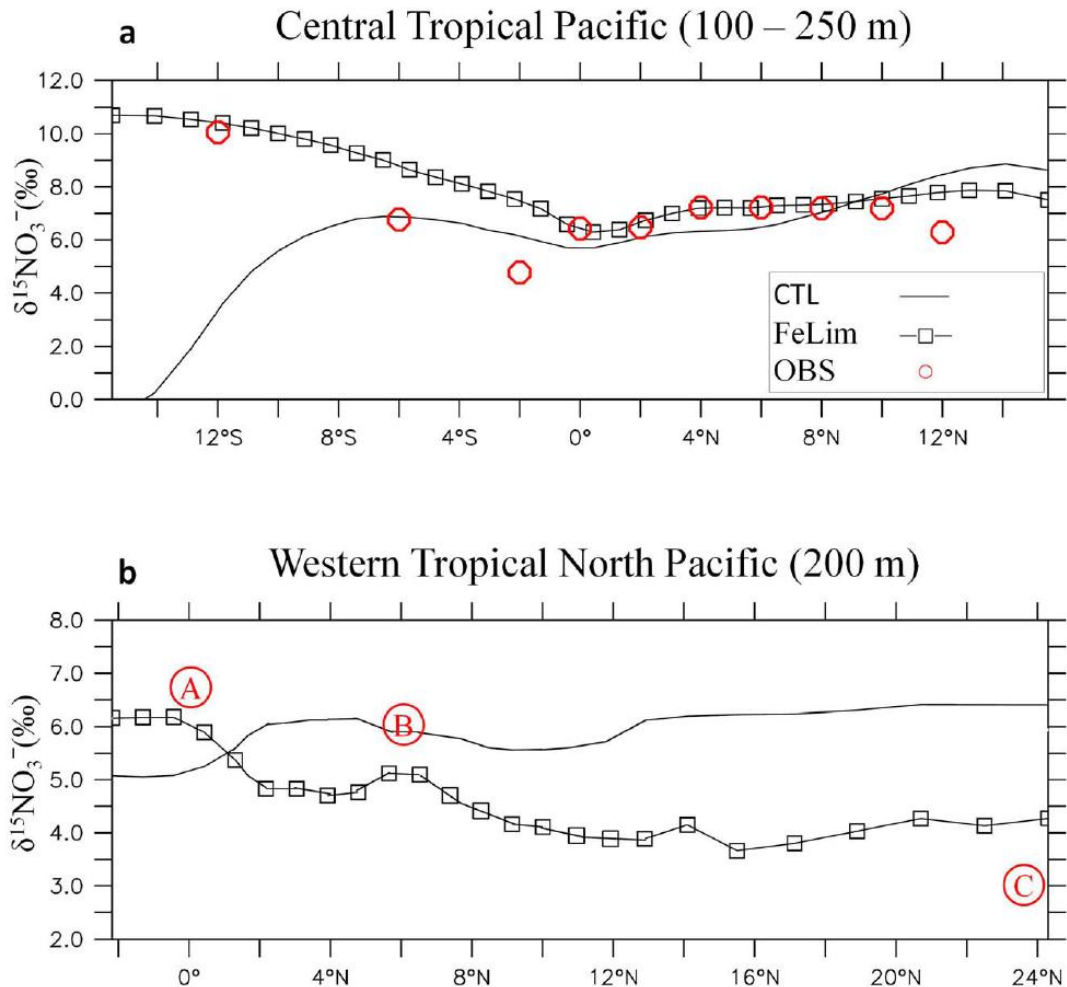 a Central Tropical Pacific (100 – 250 m)
12.0
10.0
8.0
6.0
4.0
2.0
0.0
δ¹⁵NO₃⁻(‰)
CTL
FeLim
OBS
12°S 8°S 4°S 0° 4°N 8°N 12°N
b Western Tropical North Pacific (200 m)
8.0
7.0
6.0
5.0
4.0
3.0
2.0
δ¹⁵NO₃⁻(‰)
A
B
C
0° 4°N 8°N 12°N 16°N 20°N 24°N